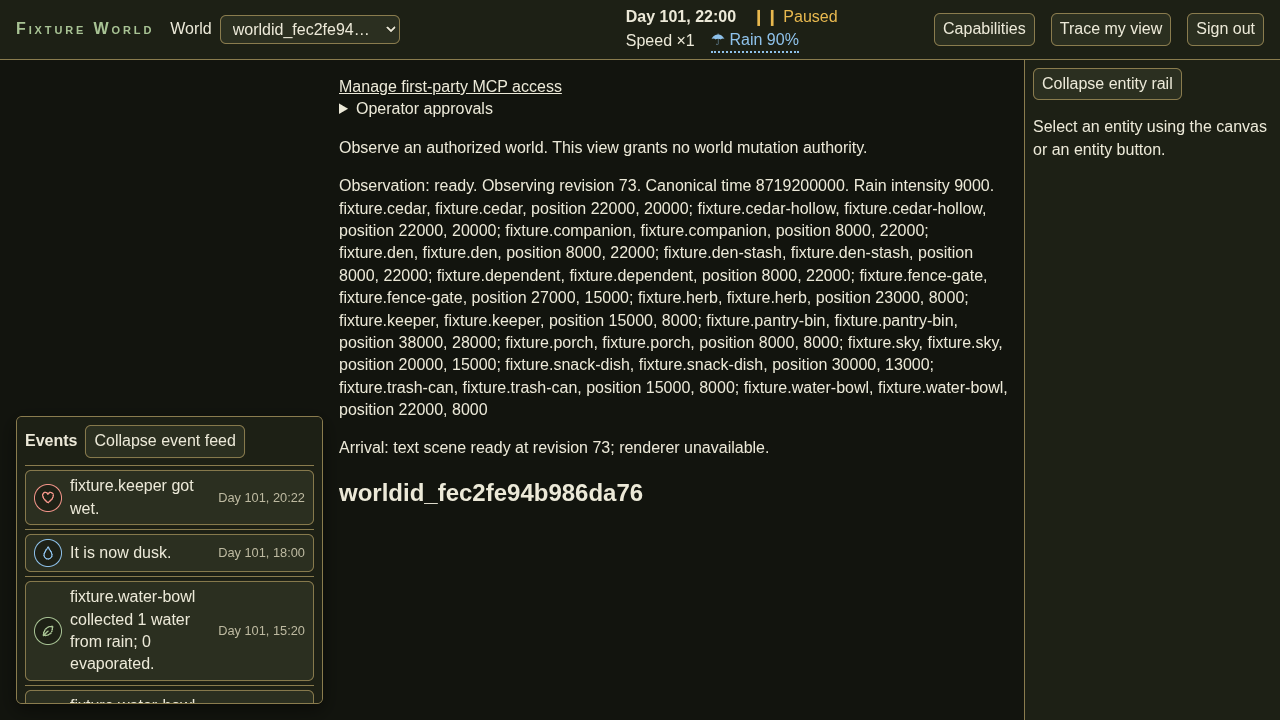 Fixture World
World
worldid_fec2fe94...
Day 101, 22:00
❙❙ Paused
Speed ×1
☂ Rain 90%
Capabilities
Trace my view
Sign out
Manage first-party MCP access
▶ Operator approvals
Observe an authorized world. This view grants no world mutation authority.
Observation: ready. Observing revision 73. Canonical time 8719200000. Rain intensity 9000.
fixture.cedar, fixture.cedar, position 22000, 20000; fixture.cedar-hollow, fixture.cedar-hollow,
position 22000, 20000; fixture.companion, fixture.companion, position 8000, 22000;
fixture.den, fixture.den, position 8000, 22000; fixture.den-stash, fixture.den-stash, position
8000, 22000; fixture.dependent, fixture.dependent, position 8000, 22000; fixture.fence-gate,
fixture.fence-gate, position 27000, 15000; fixture.herb, fixture.herb, position 23000, 8000;
fixture.keeper, fixture.keeper, position 15000, 8000; fixture.pantry-bin, fixture.pantry-bin,
position 38000, 28000; fixture.porch, fixture.porch, position 8000, 8000; fixture.sky, fixture.sky,
position 20000, 15000; fixture.snack-dish, fixture.snack-dish, position 30000, 13000;
fixture.trash-can, fixture.trash-can, position 15000, 8000; fixture.water-bowl, fixture.water-bowl,
position 22000, 8000
Arrival: text scene ready at revision 73; renderer unavailable.
worldid_fec2fe94b986da76
Events
Collapse event feed
fixture.keeper got
wet.
Day 101, 20:22
It is now dusk.
Day 101, 18:00
fixture.water-bowl
collected 1 water
from rain; 0
evaporated.
Day 101, 15:20
fixture.water-bowl
Collapse entity rail
Select an entity using the canvas
or an entity button.